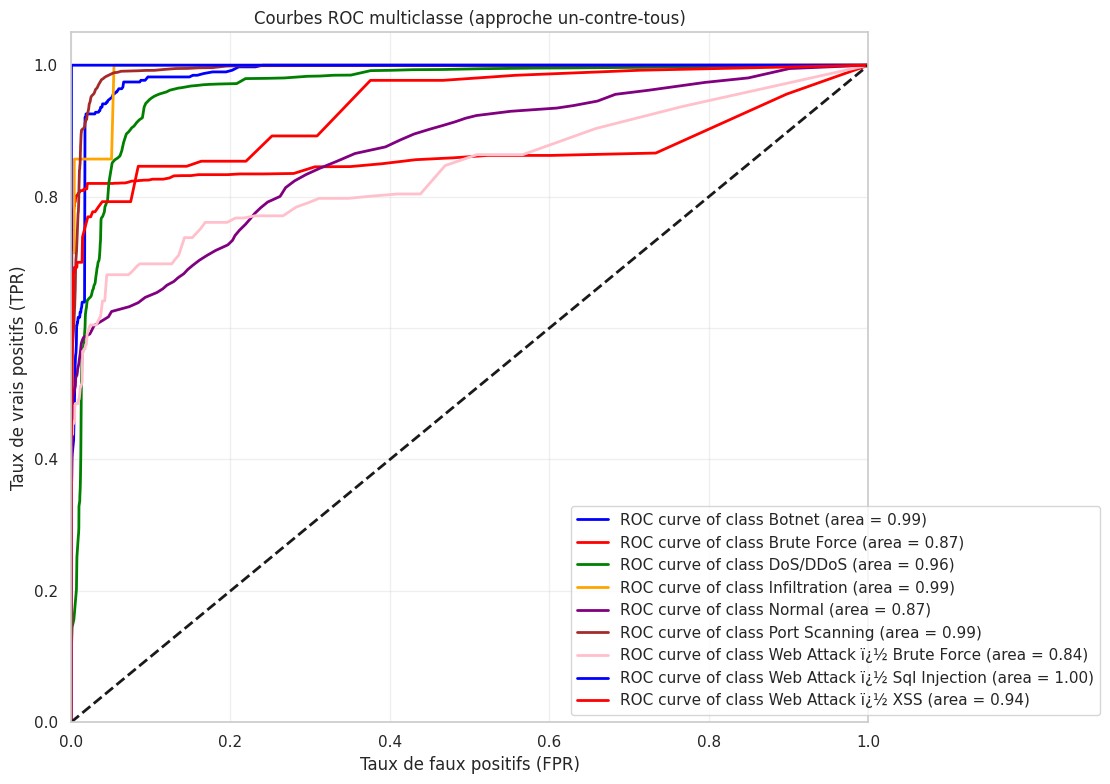 Courbes ROC multiclasse (approche un-contre-tous)
Taux de vrais positifs (TPR)
1.0
0.8
0.6
0.4
0.2
0.0
ROC curve of class Botnet (area = 0.99)
ROC curve of class Brute Force (area = 0.87)
ROC curve of class DoS/DDoS (area = 0.96)
ROC curve of class Infiltration (area = 0.99)
ROC curve of class Normal (area = 0.87)
ROC curve of class Port Scanning (area = 0.99)
ROC curve of class Web Attack ï¿½ Brute Force (area = 0.84)
ROC curve of class Web Attack ï¿½ Sql Injection (area = 1.00)
ROC curve of class Web Attack ï¿½ XSS (area = 0.94)
0.0 0.2 0.4 0.6 0.8 1.0
Taux de faux positifs (FPR)